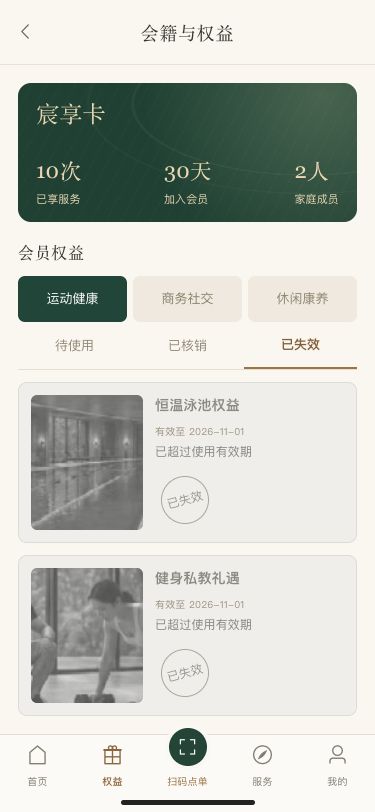 会籍与权益
宸享卡
10次
30天
2人
已享服务
加入会员
家庭成员
会员权益
运动健康
商务社交
休闲康养
待使用
已核销
已失效
恒温泳池权益
有效至 2026-11-01
已超过使用有效期
已失效
健身私教礼遇
有效至 2026-11-01
已超过使用有效期
已失效
首页
权益
扫码点单
服务
我的